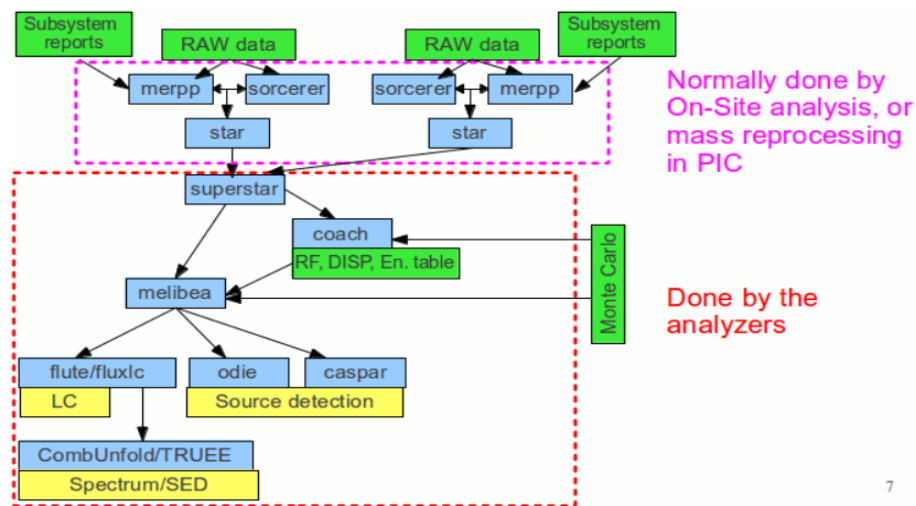 Subsystem
reports
RAW data
RAW data
Subsystem
reports
merpp
sorcerer
sorcerer
merpp
star
star
Normally done by
On-Site analysis, or
mass reprocessing
in PIC
superstar
coach
RF, DISP, En. table
melibea
Monte Carlo
Done by the
analyzers
flute/fluxlc
odie
caspar
LC
Source detection
CombUnfold/TRUEE
Spectrum/SED
7